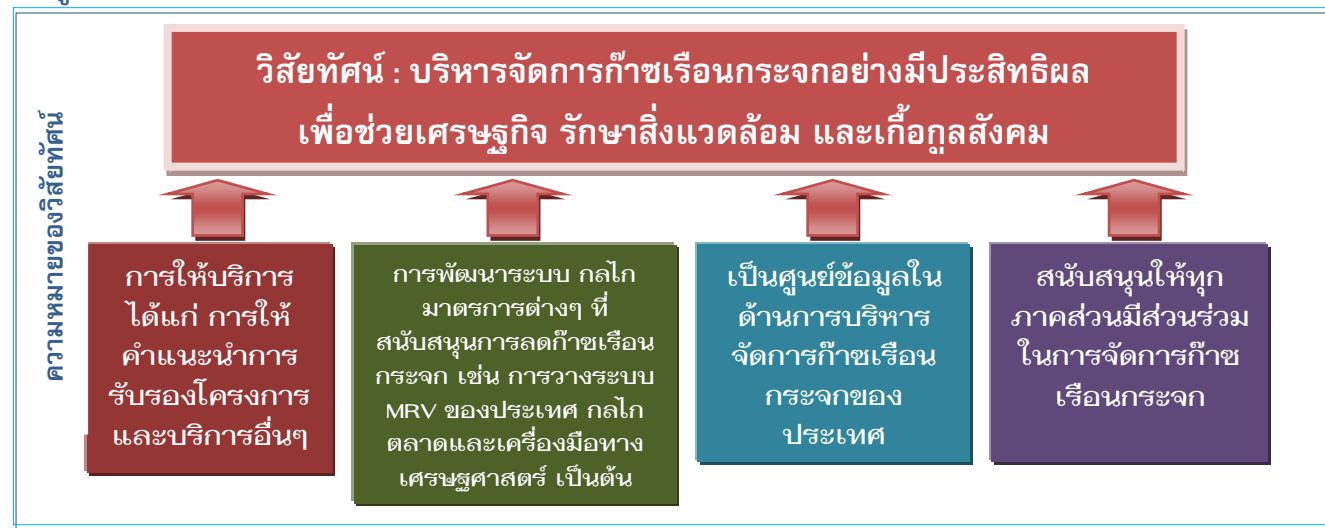 วิสัยทัศน์ : บริหารจัดการก๊าซเรือนกระจกอย่างมีประสิทธิผล
เพื่อช่วยเศรษฐกิจ รักษาสิ่งแวดล้อม และเกื้อกูลสังคม
ความหมายของวิสัยทัศน์
การให้บริการ
ได้แก่ การให้
คำแนะนำการ
รับรองโครงการ
และบริการอื่นๆ
การพัฒนาระบบ กลไก
มาตรการต่างๆ ที่
สนับสนุนการลดก๊าซเรือน
กระจก เช่น การวางระบบ
MRV ของประเทศ กลไก
ตลาดและเครื่องมือทาง
เศรษฐศาสตร์ เป็นต้น
เป็นศูนย์ข้อมูลใน
ด้านการบริหาร
จัดการก๊าซเรือน
กระจกของ
ประเทศ
สนับสนุนให้ทุก
ภาคส่วนมีส่วนร่วม
ในการจัดการก๊าซ
เรือนกระจก